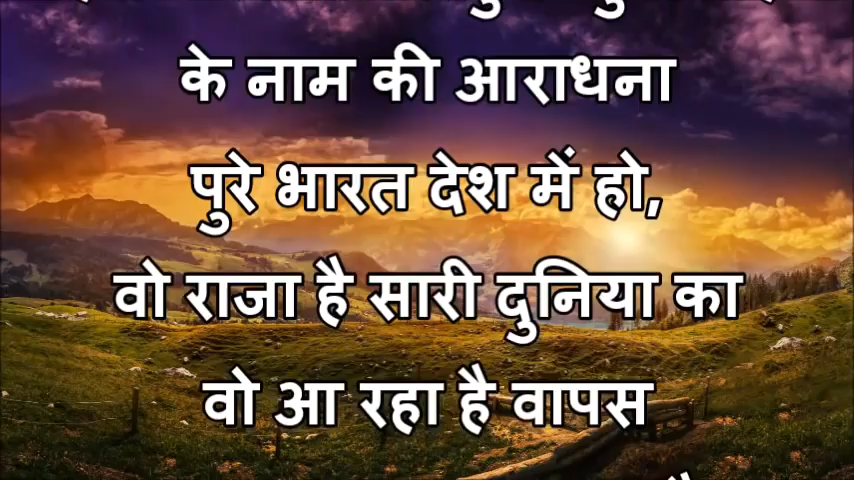 के नाम की आराधना
पुरे भारत देश में हो,
वो राजा है सारी दुनिया का
वो आ रहा है वापस